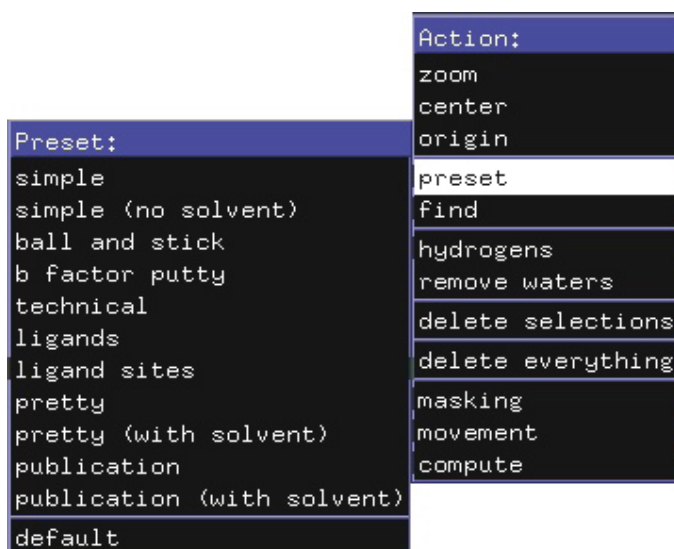 Action:
zoom
center
origin
preset
find
hydrogens
remove waters
delete selections
delete everything
masking
movement
compute
Preset:
simple
simple (no solvent)
ball and stick
b factor putty
technical
ligands
ligand sites
pretty
pretty (with solvent)
publication
publication (with solvent)
default